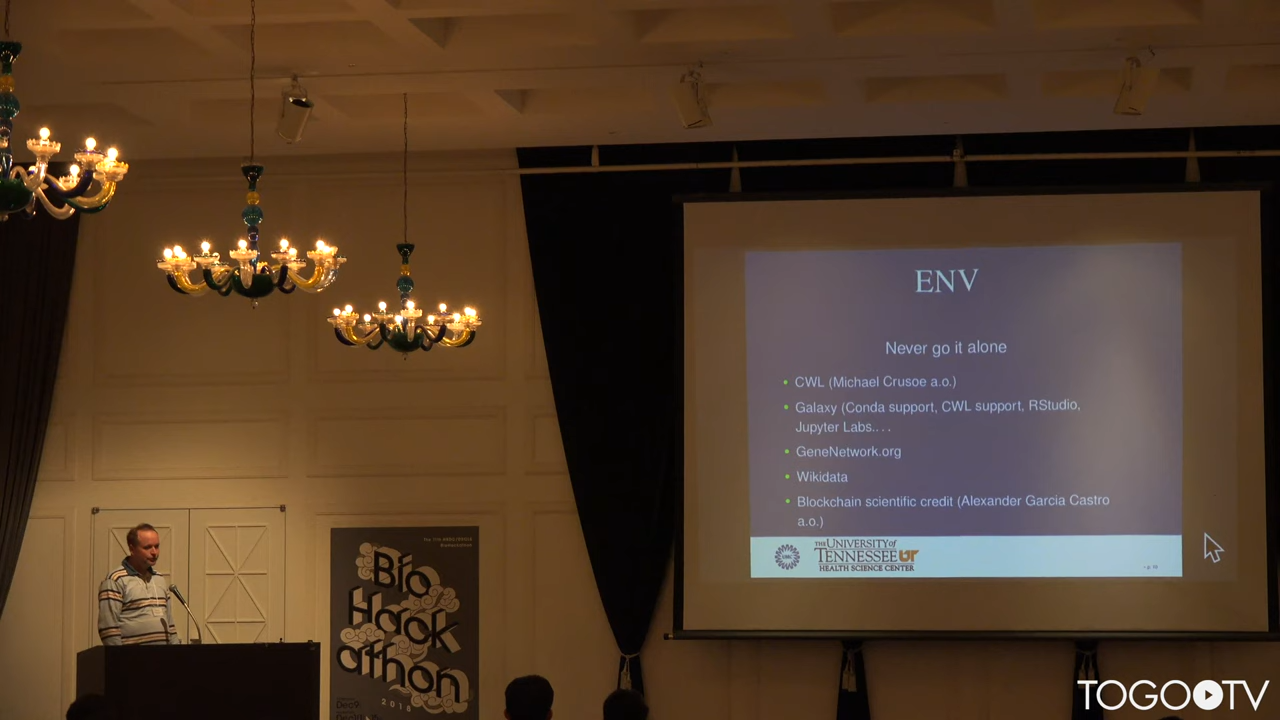 ENV
Never go it alone
• CWL (Michael Crusoe a.o.)
• Galaxy (Conda support, CWL support, RStudio,
Jupyter Labs.. . .
• GeneNetwork.org
• Wikidata
• Blockchain scientific credit (Alexander Garcia Castro
a.o.)
THE UNIVERSITY of
TENNESSEE UT
HEALTH SCIENCE CENTER
Bio
Hack
athon
2018
TOGO TV